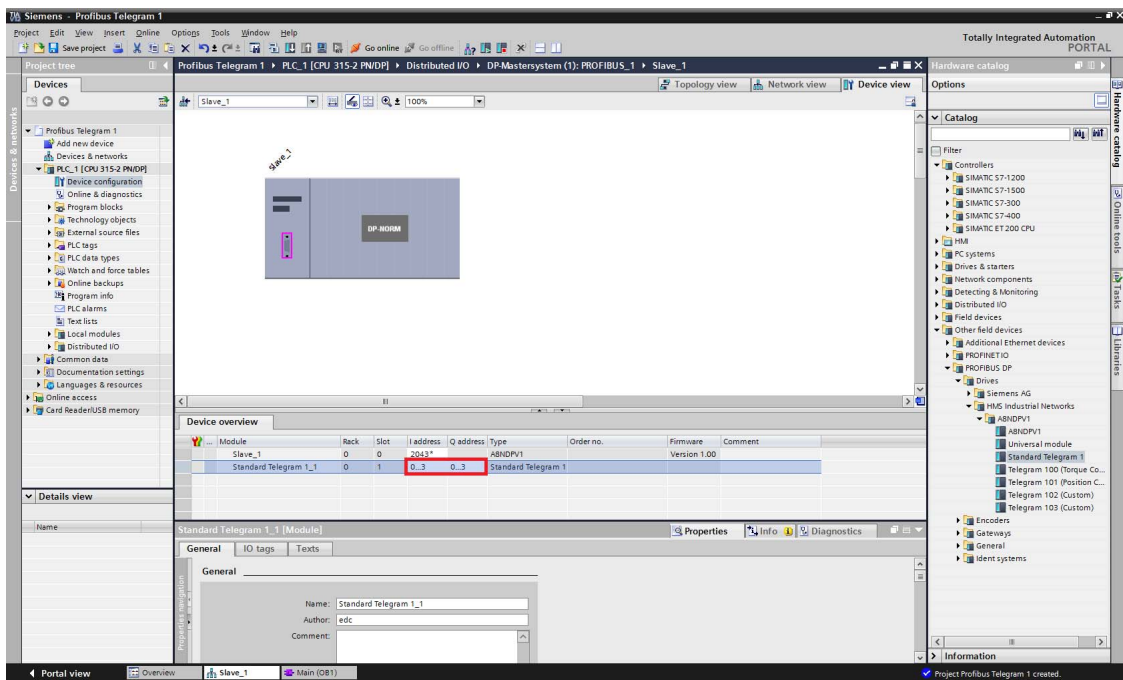 Siemens - Profibus Telegram 1
Project Edit View Insert Online Options Tools Window Help
Save project Go online Go offline
Totally Integrated Automation
PORTAL
Project tree
Profibus Telegram 1 PLC_1 [CPU 315-2 PN/DP] Distributed I/O DP-Mastersystem (1): PROFIBUS_1 Slave_1
Hardware catalog
Devices
Topology view Network view Device view
Options
Slave_1 100%
Catalog
Filter
Devices & networks
Profibus Telegram 1
Add new device
Devices & networks
PLC_1 [CPU 315-2 PN/DP]
Device configuration
Online & diagnostics
Program blocks
Technology objects
External source files
PLC tags
PLC data types
Watch and force tables
Online backups
Program info
PLC alarms
Text lists
Local modules
Distributed I/O
Common data
Documentation settings
Languages & resources
Online access
Card Reader/USB memory
Slave_1
DP-NORM
Controllers
SIMATIC S7-1200
SIMATIC S7-1500
SIMATIC S7-300
SIMATIC S7-400
SIMATIC ET 200 CPU
HMI
PC systems
Drives & starters
Network components
Detecting & Monitoring
Distributed I/O
Field devices
Other field devices
Additional Ethernet devices
PROFINET IO
PROFIBUS DP
Drives
Siemens AG
HMS Industrial Networks
ABNDPV1
ABNDPV1
Universal module
Standard Telegram 1
Telegram 100 (Torque Co...
Telegram 101 (Position C...
Telegram 102 (Custom)
Telegram 103 (Custom)
Encoders
Gateways
General
Ident systems
Hardware catalog
Online tools
Tasks
Libraries
Device overview
... Module Rack Slot I address Q address Type Order no. Firmware Comment
Slave_1 0 0 2043* ABNDPV1 Version 1.00
Standard Telegram 1_1 0 1 0...3 0...3 Standard Telegram 1
Details view
Name
Standard Telegram 1_1 [Module]
Properties Info Diagnostics
General IO tags Texts
Properties Navigation
General
Name: Standard Telegram 1_1
Author: edc
Comment:
Information
Portal view Overview Slave_1 Main (OB1)
Project Profibus Telegram 1 created.